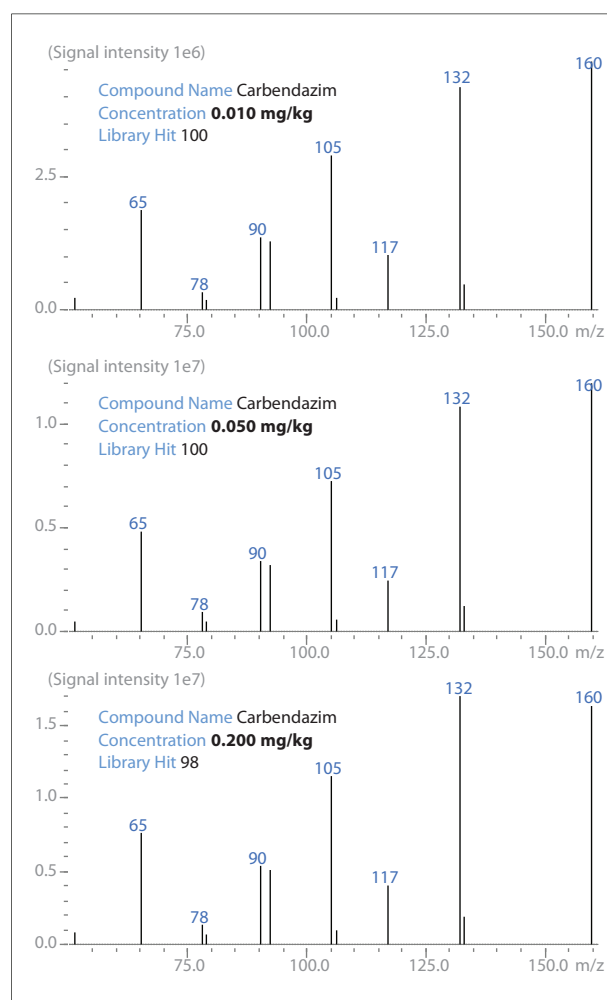 (Signal intensity 1e6)
160
132
Compound Name Carbendazim
Concentration 0.010 mg/kg
Library Hit 100
105
2.5
65
90
117
78
0.0
75.0 100.0 125.0 150.0 m/z
(Signal intensity 1e7)
160
132
Compound Name Carbendazim
1.0
Concentration 0.050 mg/kg
Library Hit 100
105
0.5
65
90
117
78
0.0
75.0 100.0 125.0 150.0 m/z
(Signal intensity 1e7)
132
160
Compound Name Carbendazim
1.5
Concentration 0.200 mg/kg
Library Hit 98
105
1.0
65
90
0.5
117
78
0.0
75.0 100.0 125.0 150.0 m/z